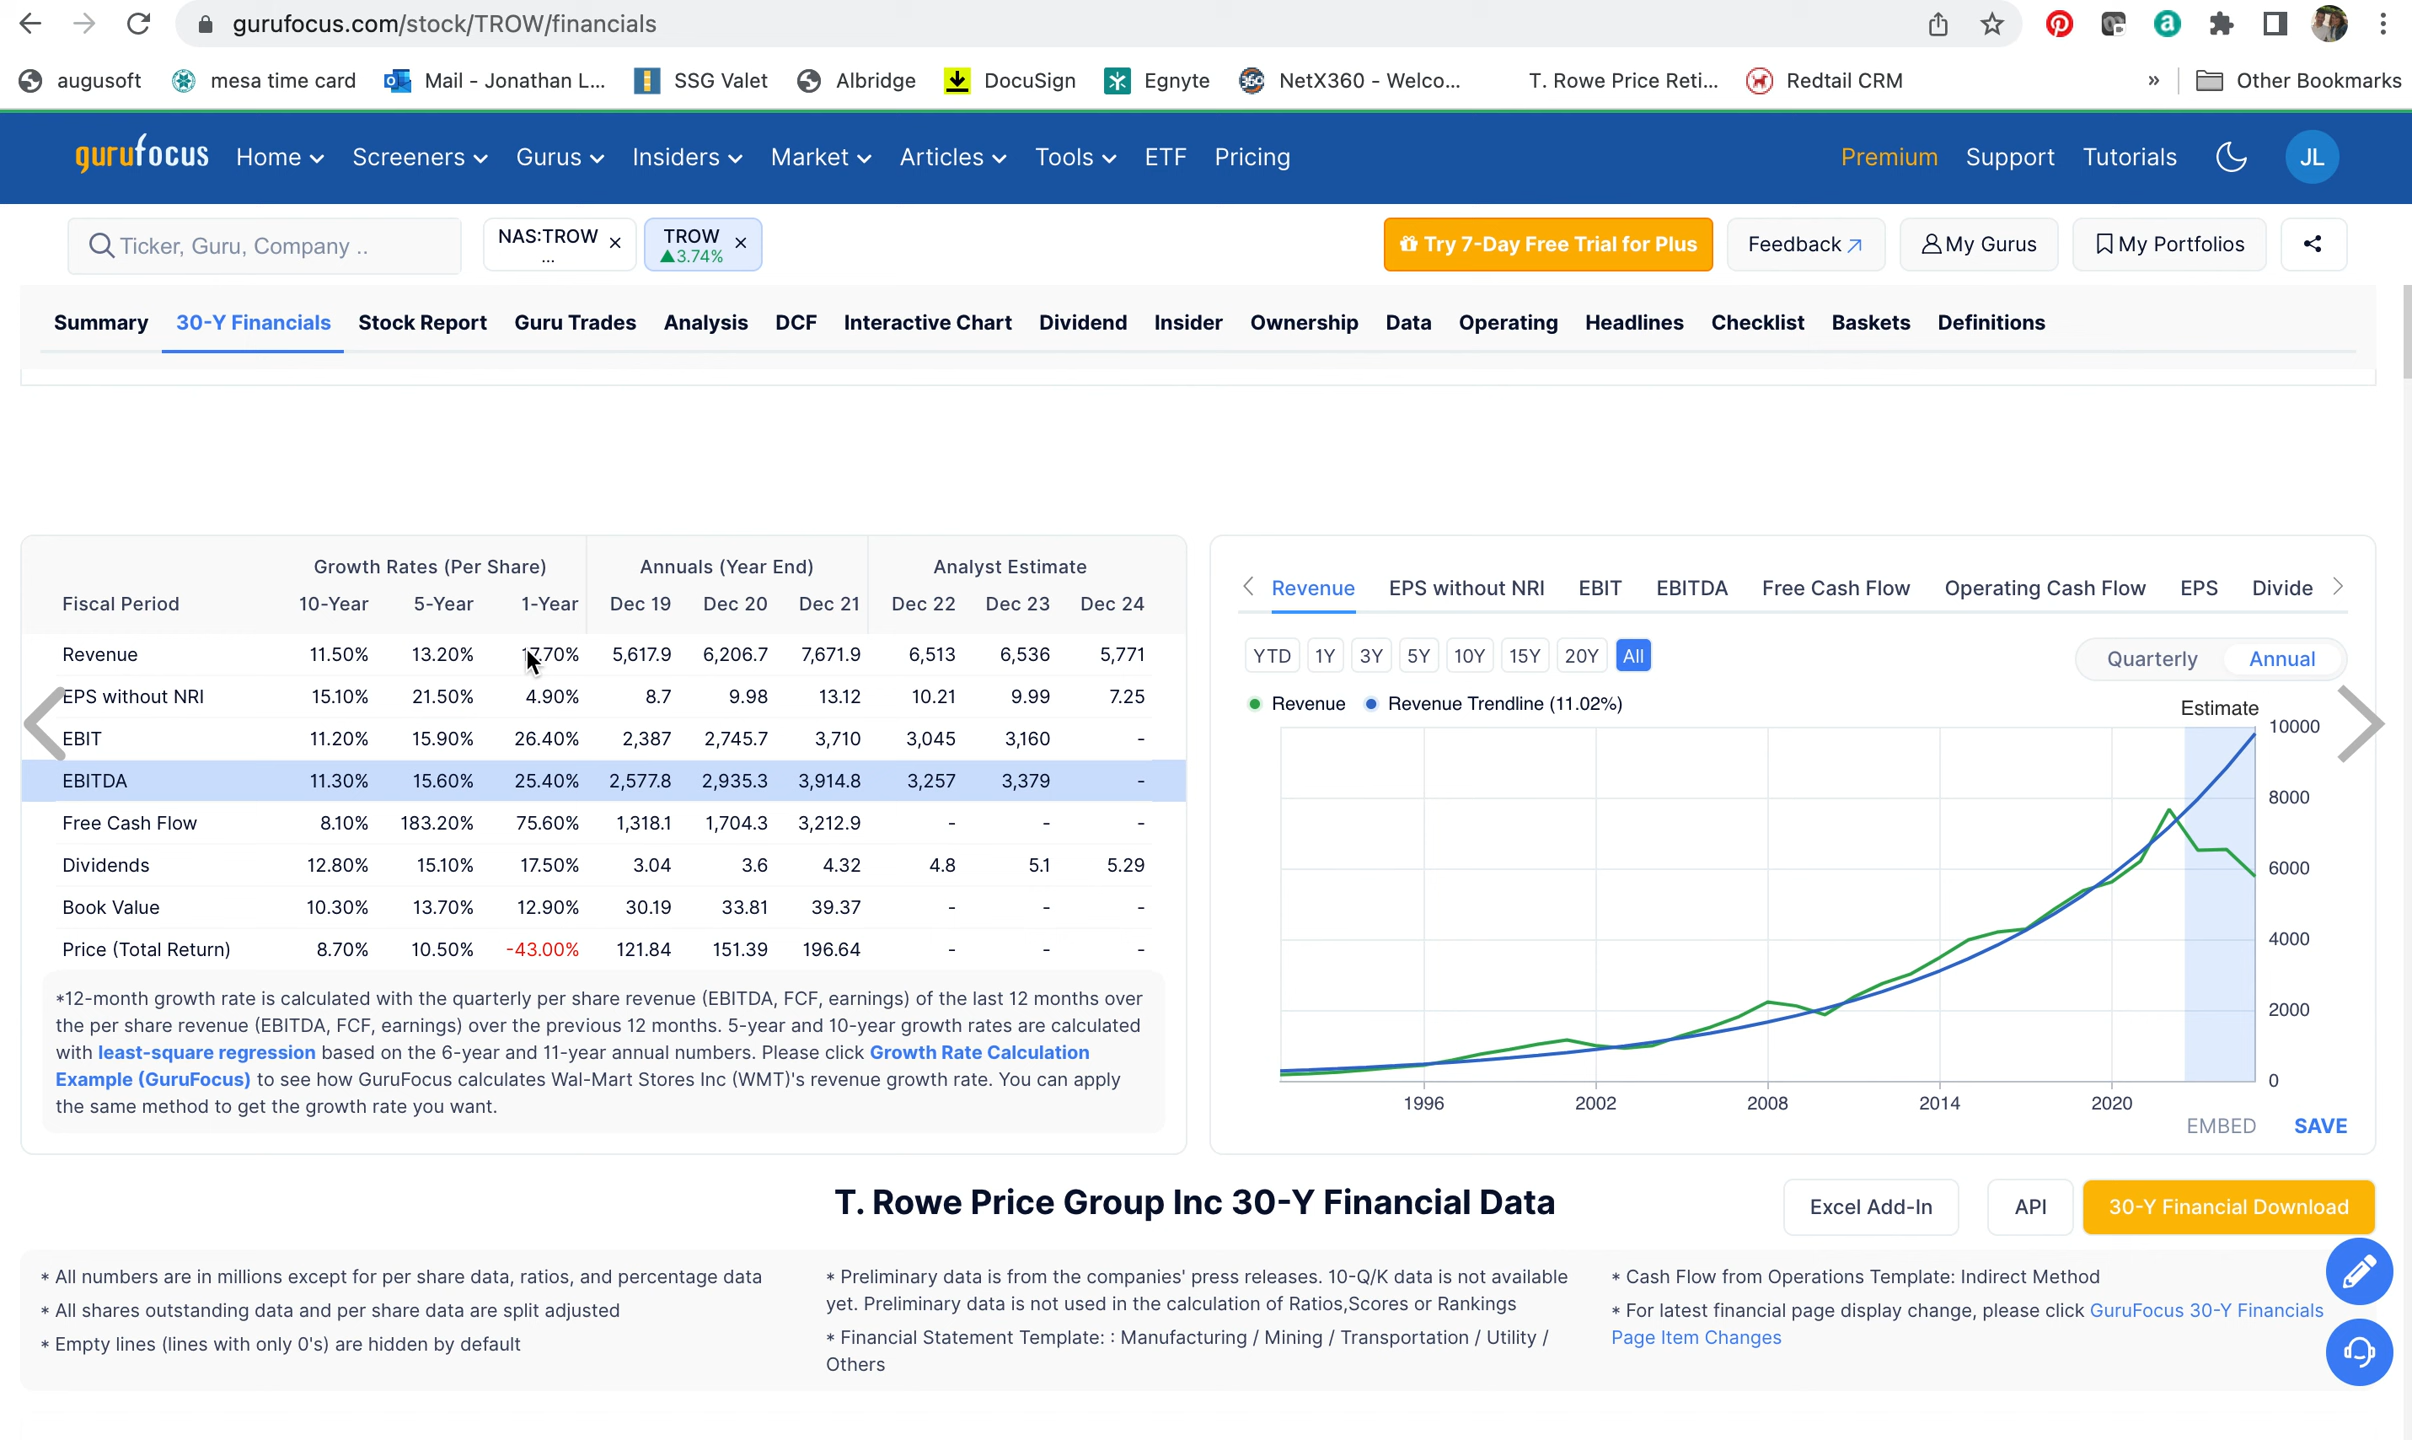 gurufocus.com/stock/TROW/financials
augusoft mesa time card Mail - Jonathan L... SSG Valet Albridge DocuSign Egnyte NetX360 - Welco... T. Rowe Price Reti... Redtail CRM » Other Bookmarks
gurufocus Home Screeners Gurus Insiders Market Articles Tools ETF Pricing Premium Support Tutorials JL
Ticker, Guru, Company .. NAS:TROW × ... TROW × ▲3.74% Try 7-Day Free Trial for Plus Feedback My Gurus My Portfolios
Summary 30-Y Financials Stock Report Guru Trades Analysis DCF Interactive Chart Dividend Insider Ownership Data Operating Headlines Checklist Baskets Definitions
Growth Rates (Per Share) Annuals (Year End) Analyst Estimate
Fiscal Period 10-Year 5-Year 1-Year Dec 19 Dec 20 Dec 21 Dec 22 Dec 23 Dec 24
Revenue 11.50% 13.20% 5,617.9 6,206.7 7,671.9 6,513 6,536 5,771
EPS without NRI 15.10% 21.50% 4.90% 8.7 9.98 13.12 10.21 9.99 7.25
EBIT 11.20% 15.90% 26.40% 2,387 2,745.7 3,710 3,045 3,160 -
EBITDA 11.30% 15.60% 25.40% 2,577.8 2,935.3 3,914.8 3,257 3,379 -
Free Cash Flow 8.10% 183.20% 75.60% 1,318.1 1,704.3 3,212.9 - - -
Dividends 12.80% 15.10% 17.50% 3.04 3.6 4.32 4.8 5.1 5.29
Book Value 10.30% 13.70% 12.90% 30.19 33.81 39.37 - - -
Price (Total Return) 8.70% 10.50% -43.00% 121.84 151.39 196.64 - - -
*12-month growth rate is calculated with the quarterly per share revenue (EBITDA, FCF, earnings) of the last 12 months over
the per share revenue (EBITDA, FCF, earnings) over the previous 12 months. 5-year and 10-year growth rates are calculated
with least-square regression based on the 6-year and 11-year annual numbers. Please click Growth Rate Calculation
Example (GuruFocus) to see how GuruFocus calculates Wal-Mart Stores Inc (WMT)'s revenue growth rate. You can apply
the same method to get the growth rate you want.
Revenue EPS without NRI EBIT EBITDA Free Cash Flow Operating Cash Flow EPS Divide
YTD 1Y 3Y 5Y 10Y 15Y 20Y All Quarterly Annual
Revenue Revenue Trendline (11.02%)
Estimate
10000
8000
6000
4000
2000
0
1996 2002 2008 2014 2020
EMBED SAVE
T. Rowe Price Group Inc 30-Y Financial Data
Excel Add-In API 30-Y Financial Download
* All numbers are in millions except for per share data, ratios, and percentage data
* All shares outstanding data and per share data are split adjusted
* Empty lines (lines with only 0's) are hidden by default
* Preliminary data is from the companies' press releases. 10-Q/K data is not available
yet. Preliminary data is not used in the calculation of Ratios,Scores or Rankings
* Financial Statement Template: : Manufacturing / Mining / Transportation / Utility /
Others
* Cash Flow from Operations Template: Indirect Method
* For latest financial page display change, please click GuruFocus 30-Y Financials
Page Item Changes